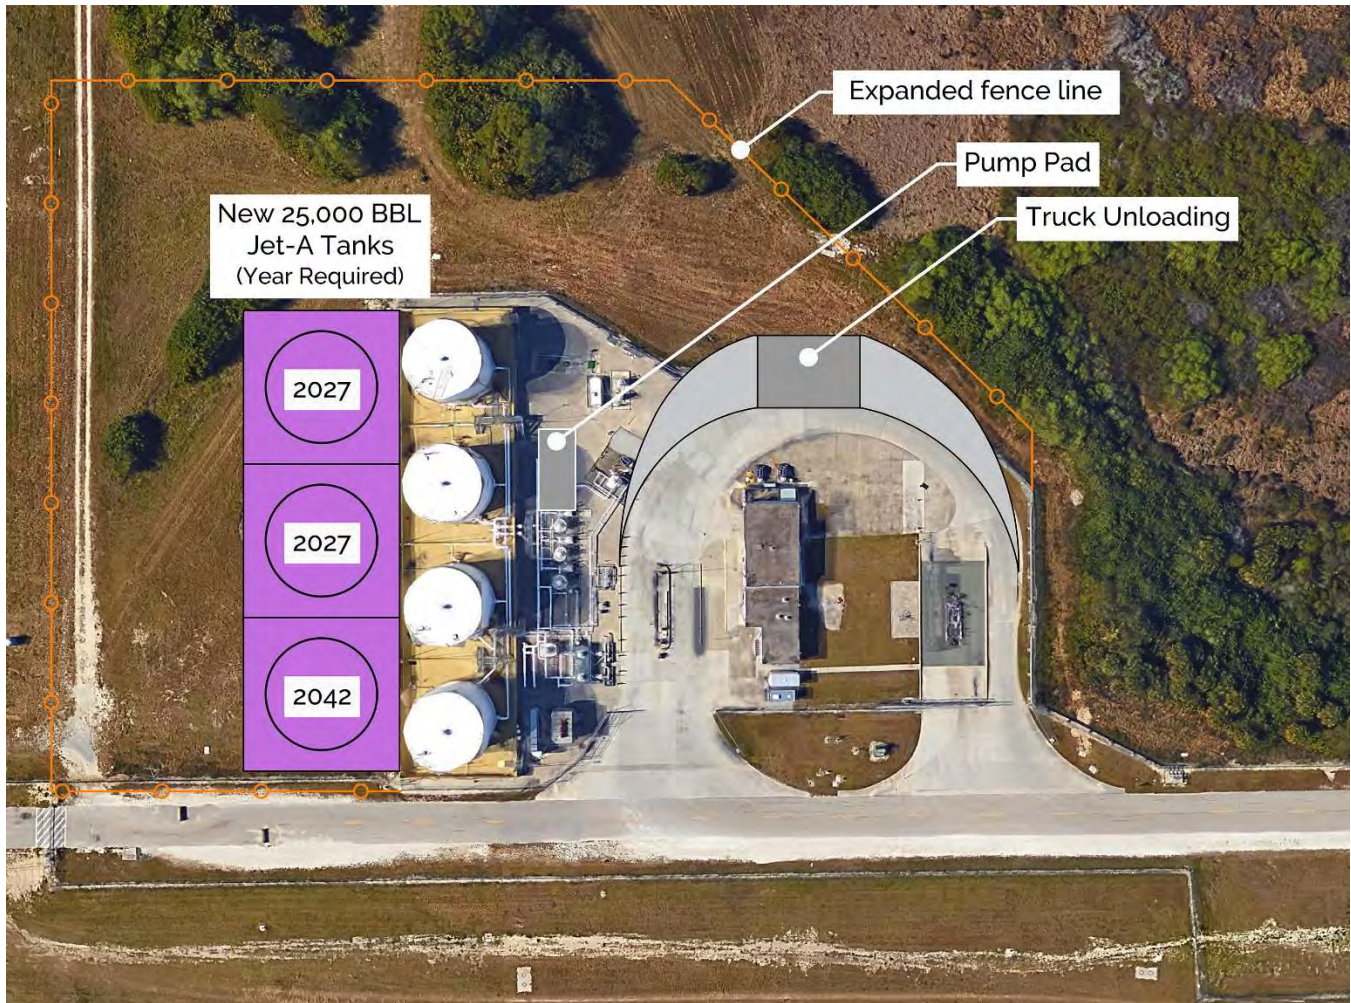 Expanded fence line
Pump Pad
Truck Unloading
New 25,000 BBL
Jet-A Tanks
(Year Required)
2027
2027
2042